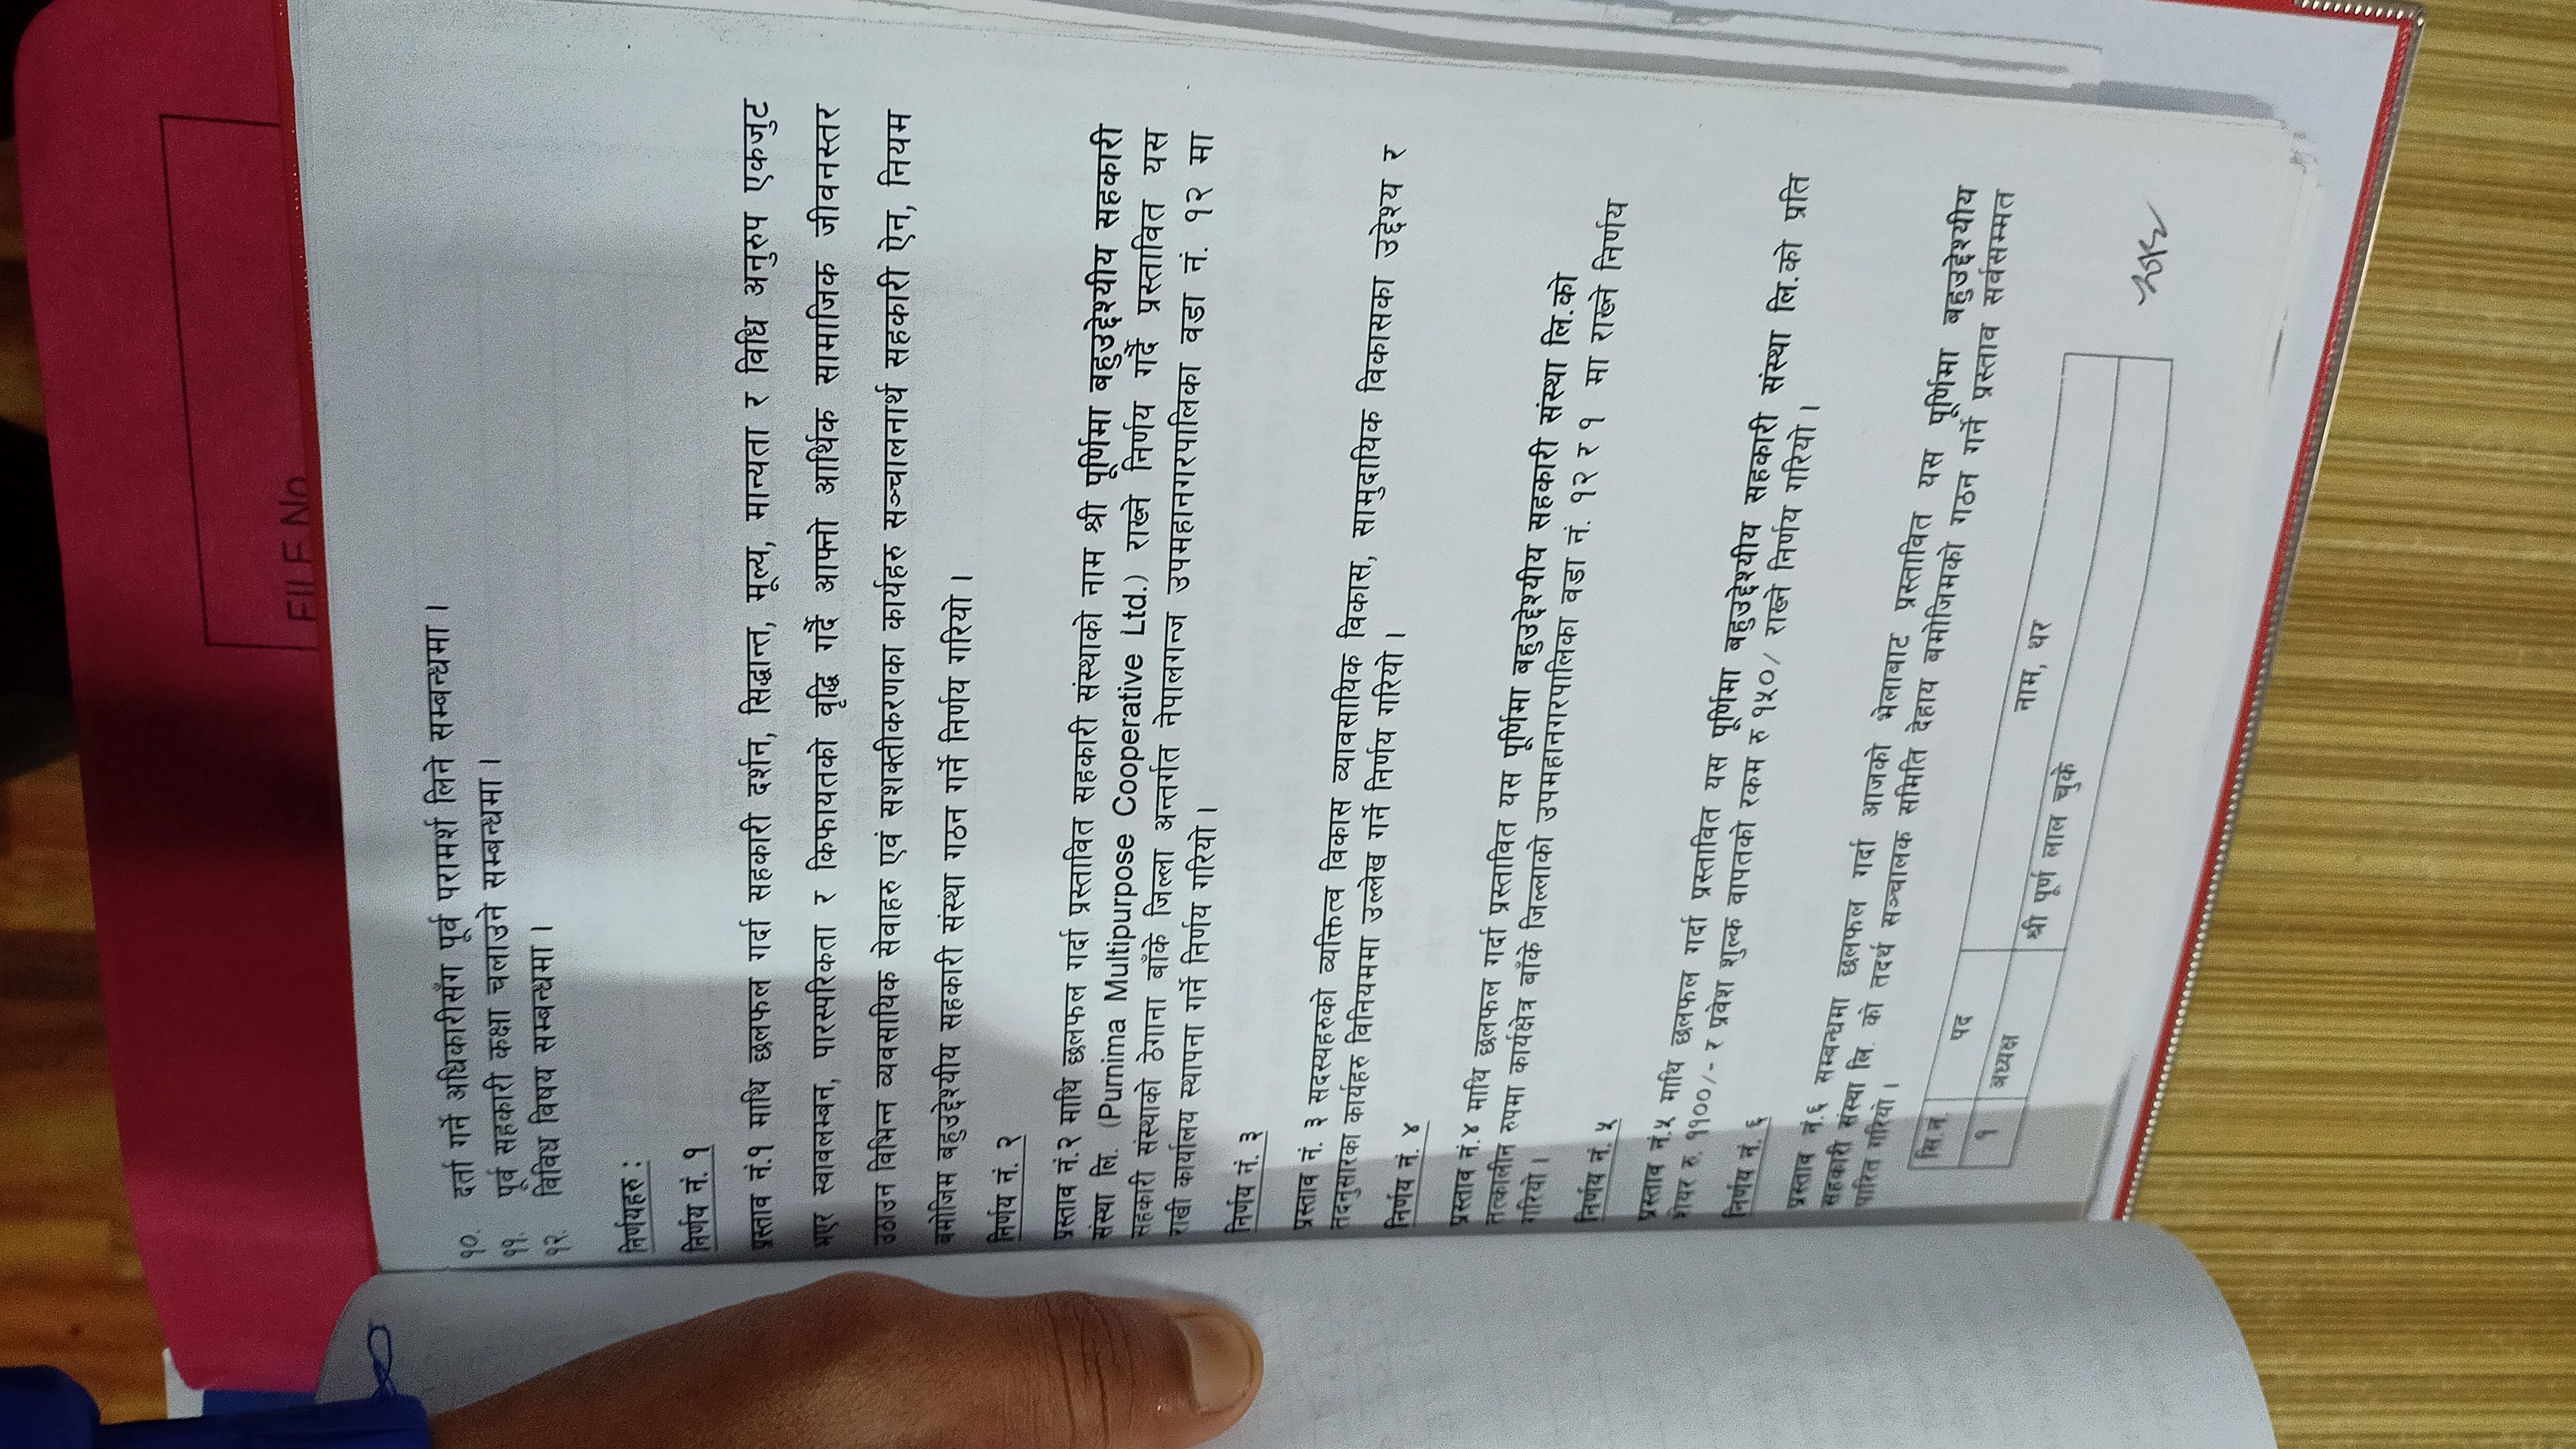 FILE No
१०. दर्ता गर्ने अधिकारीसँग पूर्व परामर्श लिने सम्बन्धमा ।
११. पूर्व सहकारी कक्षा चलाउने सम्बन्धमा ।
१२. विविध विषय सम्बन्धमा ।
निर्णयहरु :
निर्णय नं. १
प्रस्ताव नं.१ माथि छलफल गर्दा सहकारी दर्शन, सिद्धान्त, मूल्य, मान्यता र विधि अनुरुप एकजुट
भएर स्वावलम्बन, पारस्परिकता र किफायतको वृद्धि गर्दै आफ्नो आर्थिक सामाजिक जीवनस्तर
उठाउन विभिन्न व्यवसायिक सेवाहरु एवं सशक्तीकरणका कार्यहरु सञ्चालनार्थ सहकारी ऐन, नियम
बमोजिम बहुउद्देश्यीय सहकारी संस्था गठन गर्ने निर्णय गरियो ।
निर्णय नं. २
प्रस्ताव नं.२ माथि छलफल गर्दा प्रस्तावित सहकारी संस्थाको नाम श्री पूर्णिमा बहुउद्देश्यीय सहकारी
संस्था लि. (Purnima Multipurpose Cooperative Ltd.) राख्ने निर्णय गर्दै प्रस्तावित यस
सहकारी संस्थाको ठेगाना बाँके जिल्ला अन्तर्गत नेपालगन्ज उपमहानगरपालिका वडा नं. १२ मा
राखी कार्यालय स्थापना गर्ने निर्णय गरियो ।
निर्णय नं. ३
प्रस्ताव नं. ३ सदस्यहरुको व्यक्तित्व विकास व्यावसायिक विकास, सामुदायिक विकासका उद्देश्य र
तदनुसारका कार्यहरु विनियममा उल्लेख गर्ने निर्णय गरियो ।
निर्णय नं. ४
प्रस्ताव नं.४ माथि छलफल गर्दा प्रस्तावित यस पूर्णिमा बहुउद्देश्यीय सहकारी संस्था लि.को
तत्कालीन रुपमा कार्यक्षेत्र बाँके जिल्लाको उपमहानगरपालिका वडा नं. १२ र १ मा राख्ने निर्णय
गरियो ।
निर्णय नं. ५
प्रस्ताव नं.५ माथि छलफल गर्दा प्रस्तावित यस पूर्णिमा बहुउद्देश्यीय सहकारी संस्था लि.को प्रति
शेयर रु. ११००/- र प्रवेश शुल्क वापतको रकम रु १५०/ राख्ने निर्णय गरियो ।
निर्णय नं. ६
प्रस्ताव नं.६ सम्बन्धमा छलफल गर्दा आजको भेलाबाट प्रस्तावित यस पूर्णिमा बहुउद्देश्यीय
सहकारी संस्था लि. को तदर्थ सञ्चालक समिति देहाय बमोजिमको गठन गर्ने प्रस्ताव सर्वसम्मत
पारित गरियो ।
सि.नं. पद नाम, थर
१ अध्यक्ष श्री पूर्ण लाल चुके